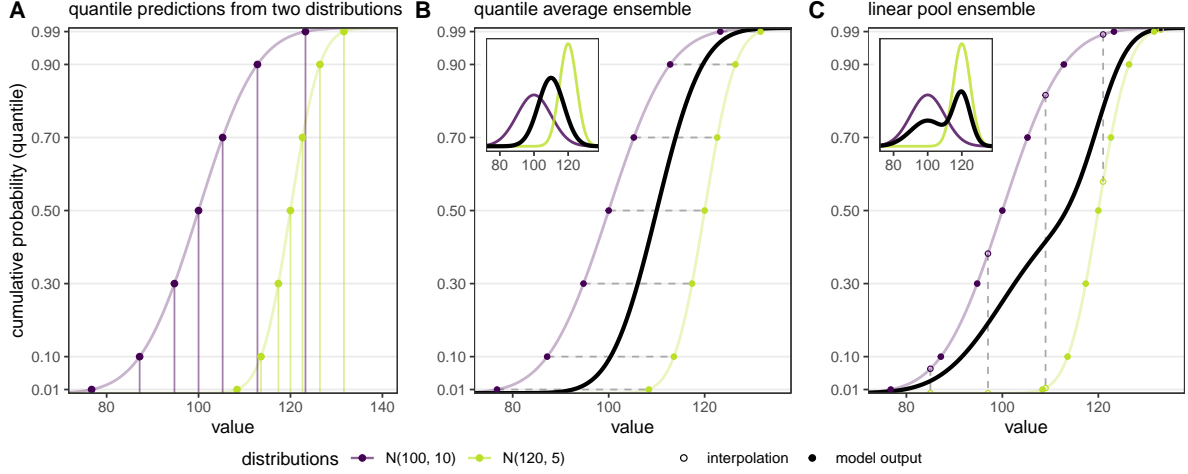 A quantile predictions from two distributions
B quantile average ensemble
C linear pool ensemble
cumulative probability (quantile)
0.99
0.90
0.70
0.50
0.30
0.10
0.01
80 100 120 140
value
0.99
0.90
0.70
0.50
0.30
0.10
0.01
80 100 120
80 100 120
value
0.99
0.90
0.70
0.50
0.30
0.10
0.01
80 100 120
80 100 120
value
distributions N(100, 10) N(120, 5) interpolation model output